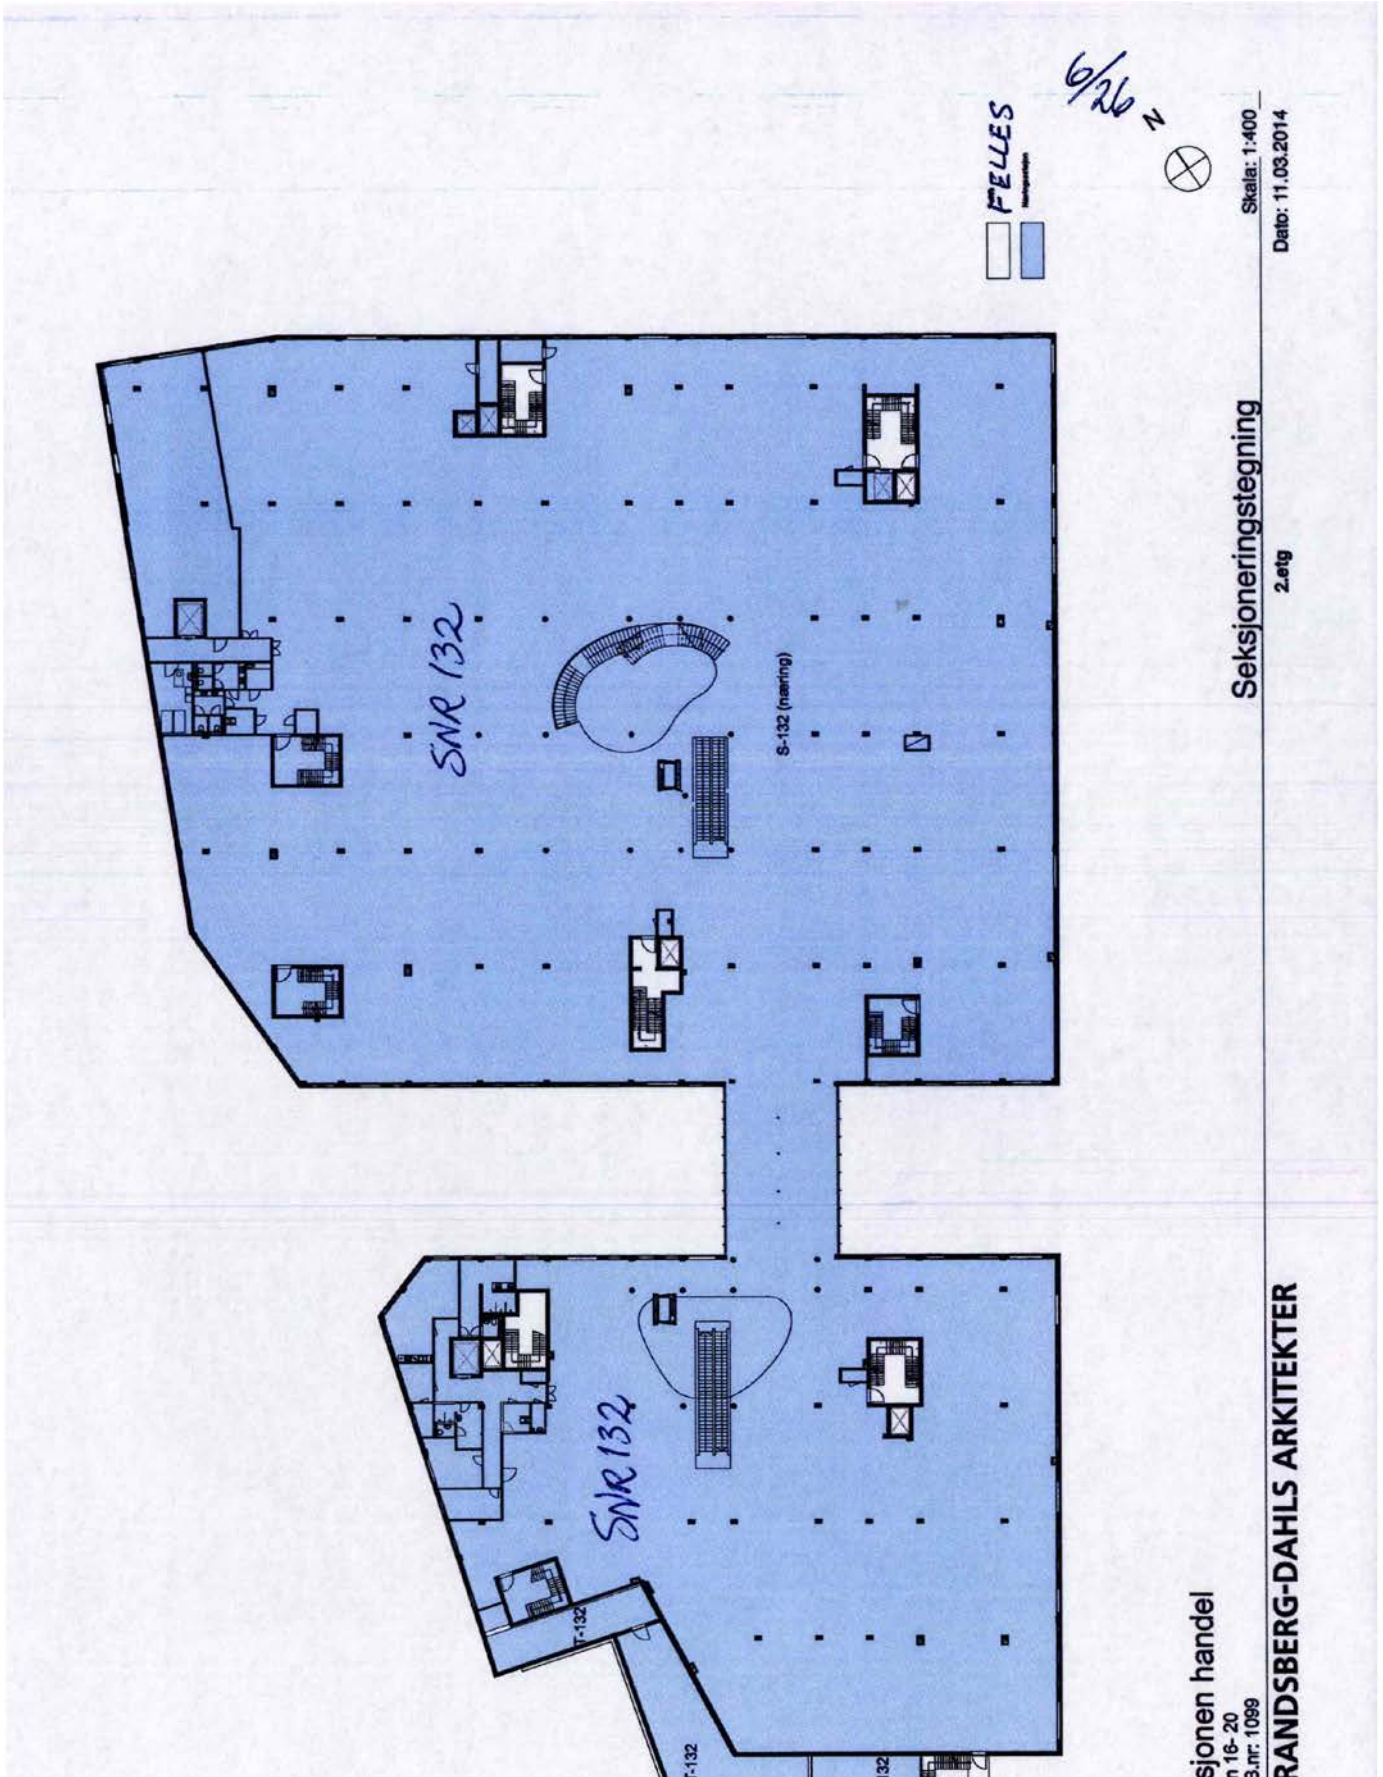 6/26
N
FELLES
Skala: 1:400
Dato: 11.03.2014
Seksjoneringstegning
2.etg
SNR 132
S-132 (næring)
SNR 132
T-132
T-132
132
sjonen handel
n 16-20
B.nr: 1099
RANDSBERG-DAHLS ARKITEKTER